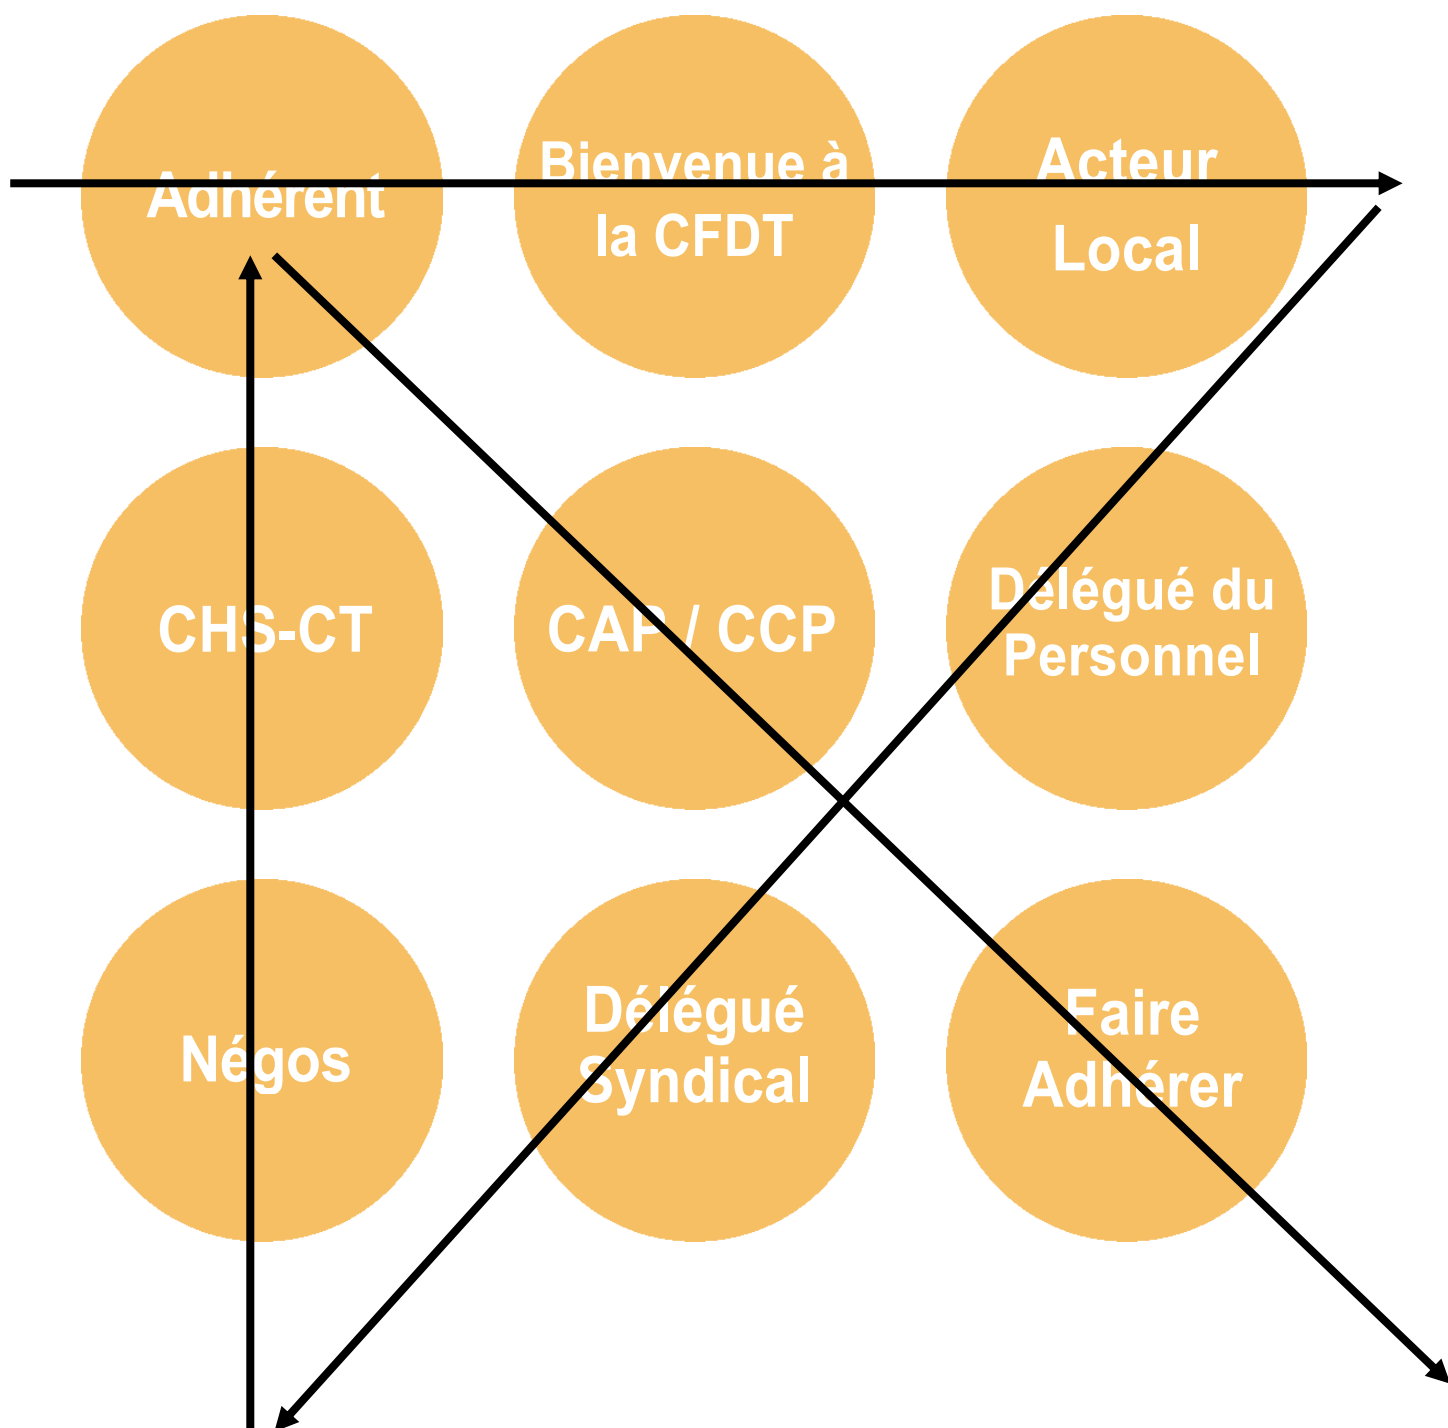 Adhérent
Bienvenue à
la CFDT
Acteur
Local
CHS-CT
CAP / CCP
Délégué du
Personnel
Négos
Délégué
Syndical
Faire
Adhérer